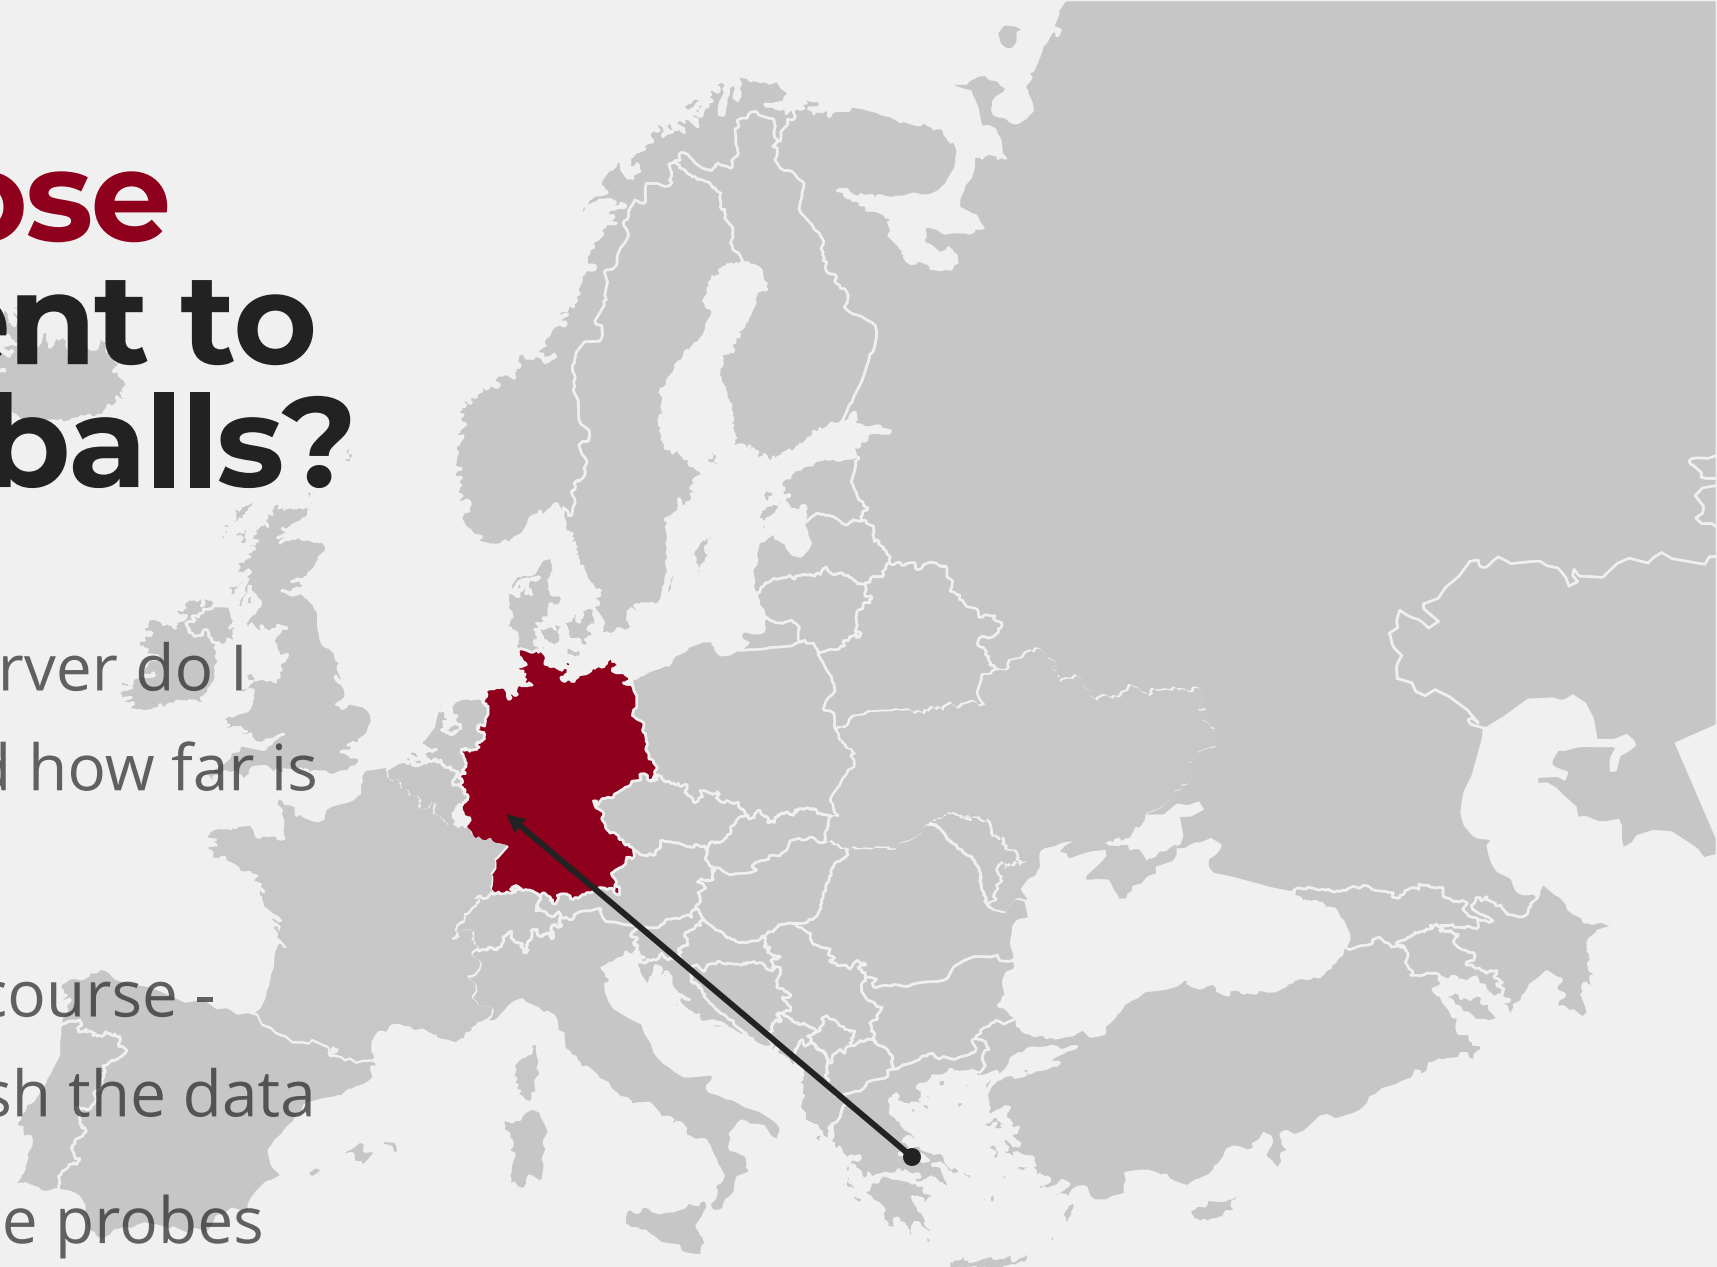 ose
ent to
balls?
rver do I
d how far is
course -
sh the data
e probes